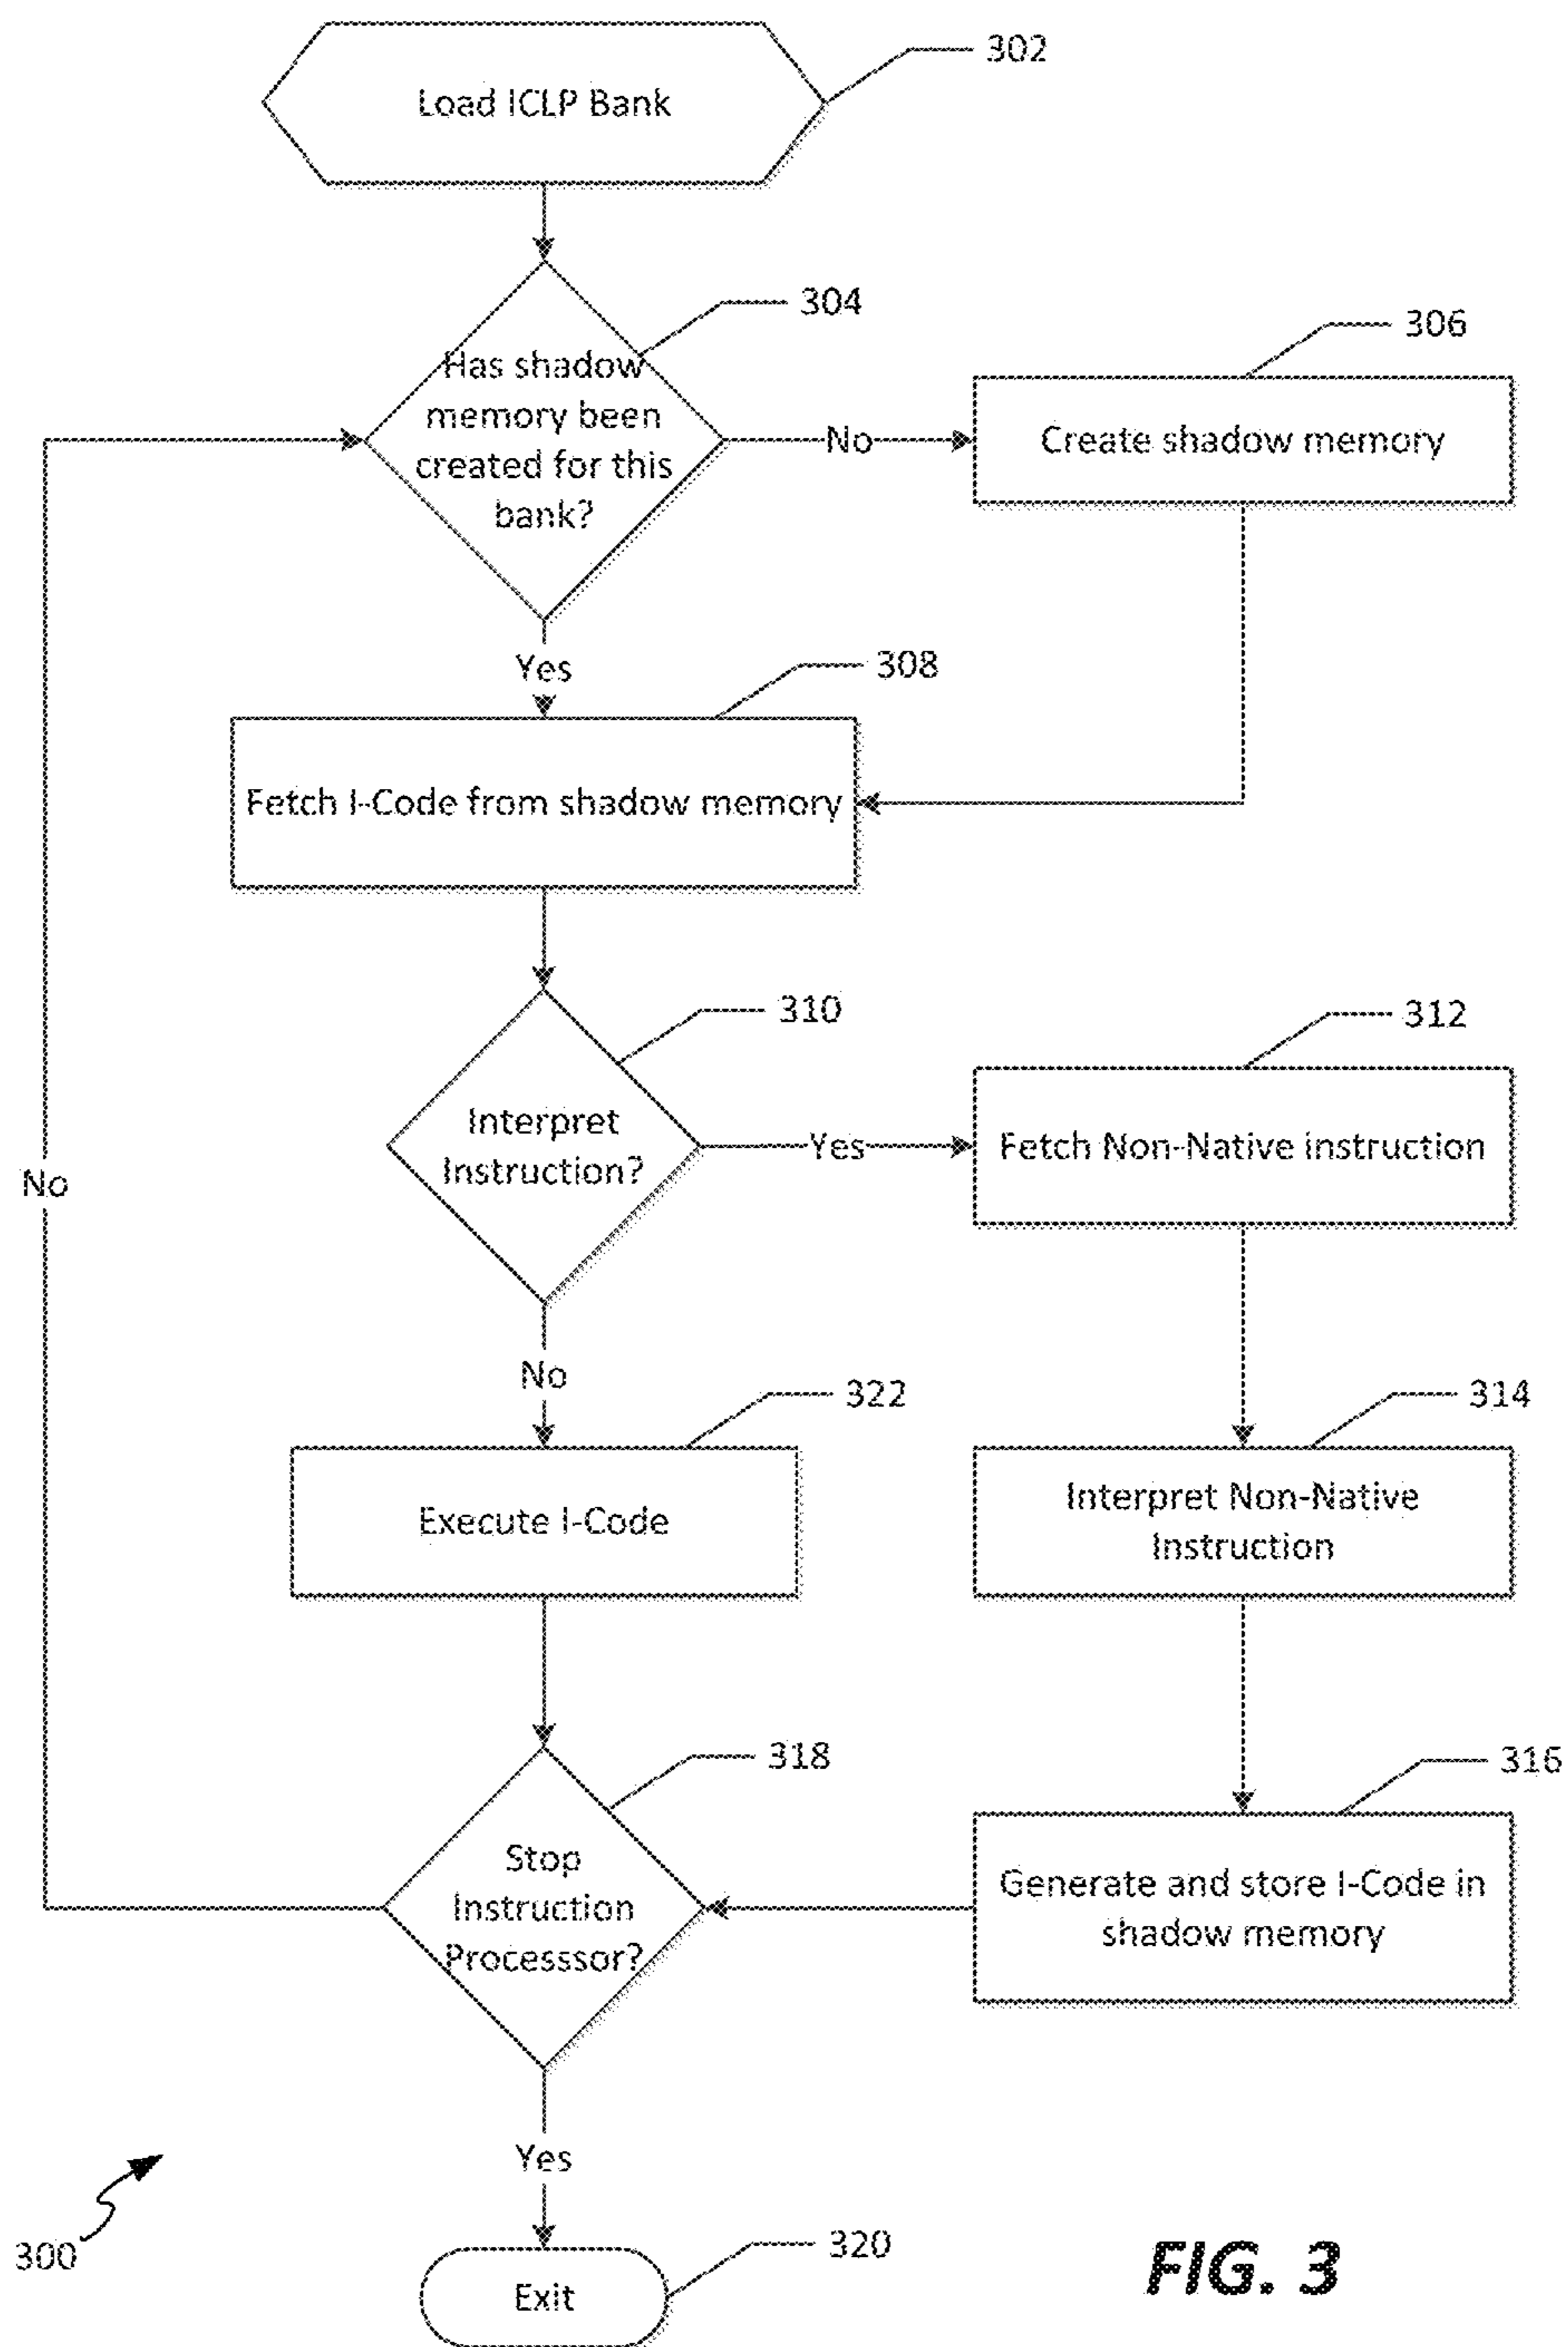 302
Load ICLP Bank
304
Has shadow
memory been
created for this
bank?
306
No
Create shadow memory
Yes
308
Fetch I-Code from shadow memory
310
Interpret
Instruction?
312
Yes
Fetch Non-Native instruction
No
No
322
Execute I-Code
314
Interpret Non-Native
Instruction
318
Stop
Instruction
Processsor?
316
Generate and store I-Code in
shadow memory
Yes
300
320
Exit
FIG. 3